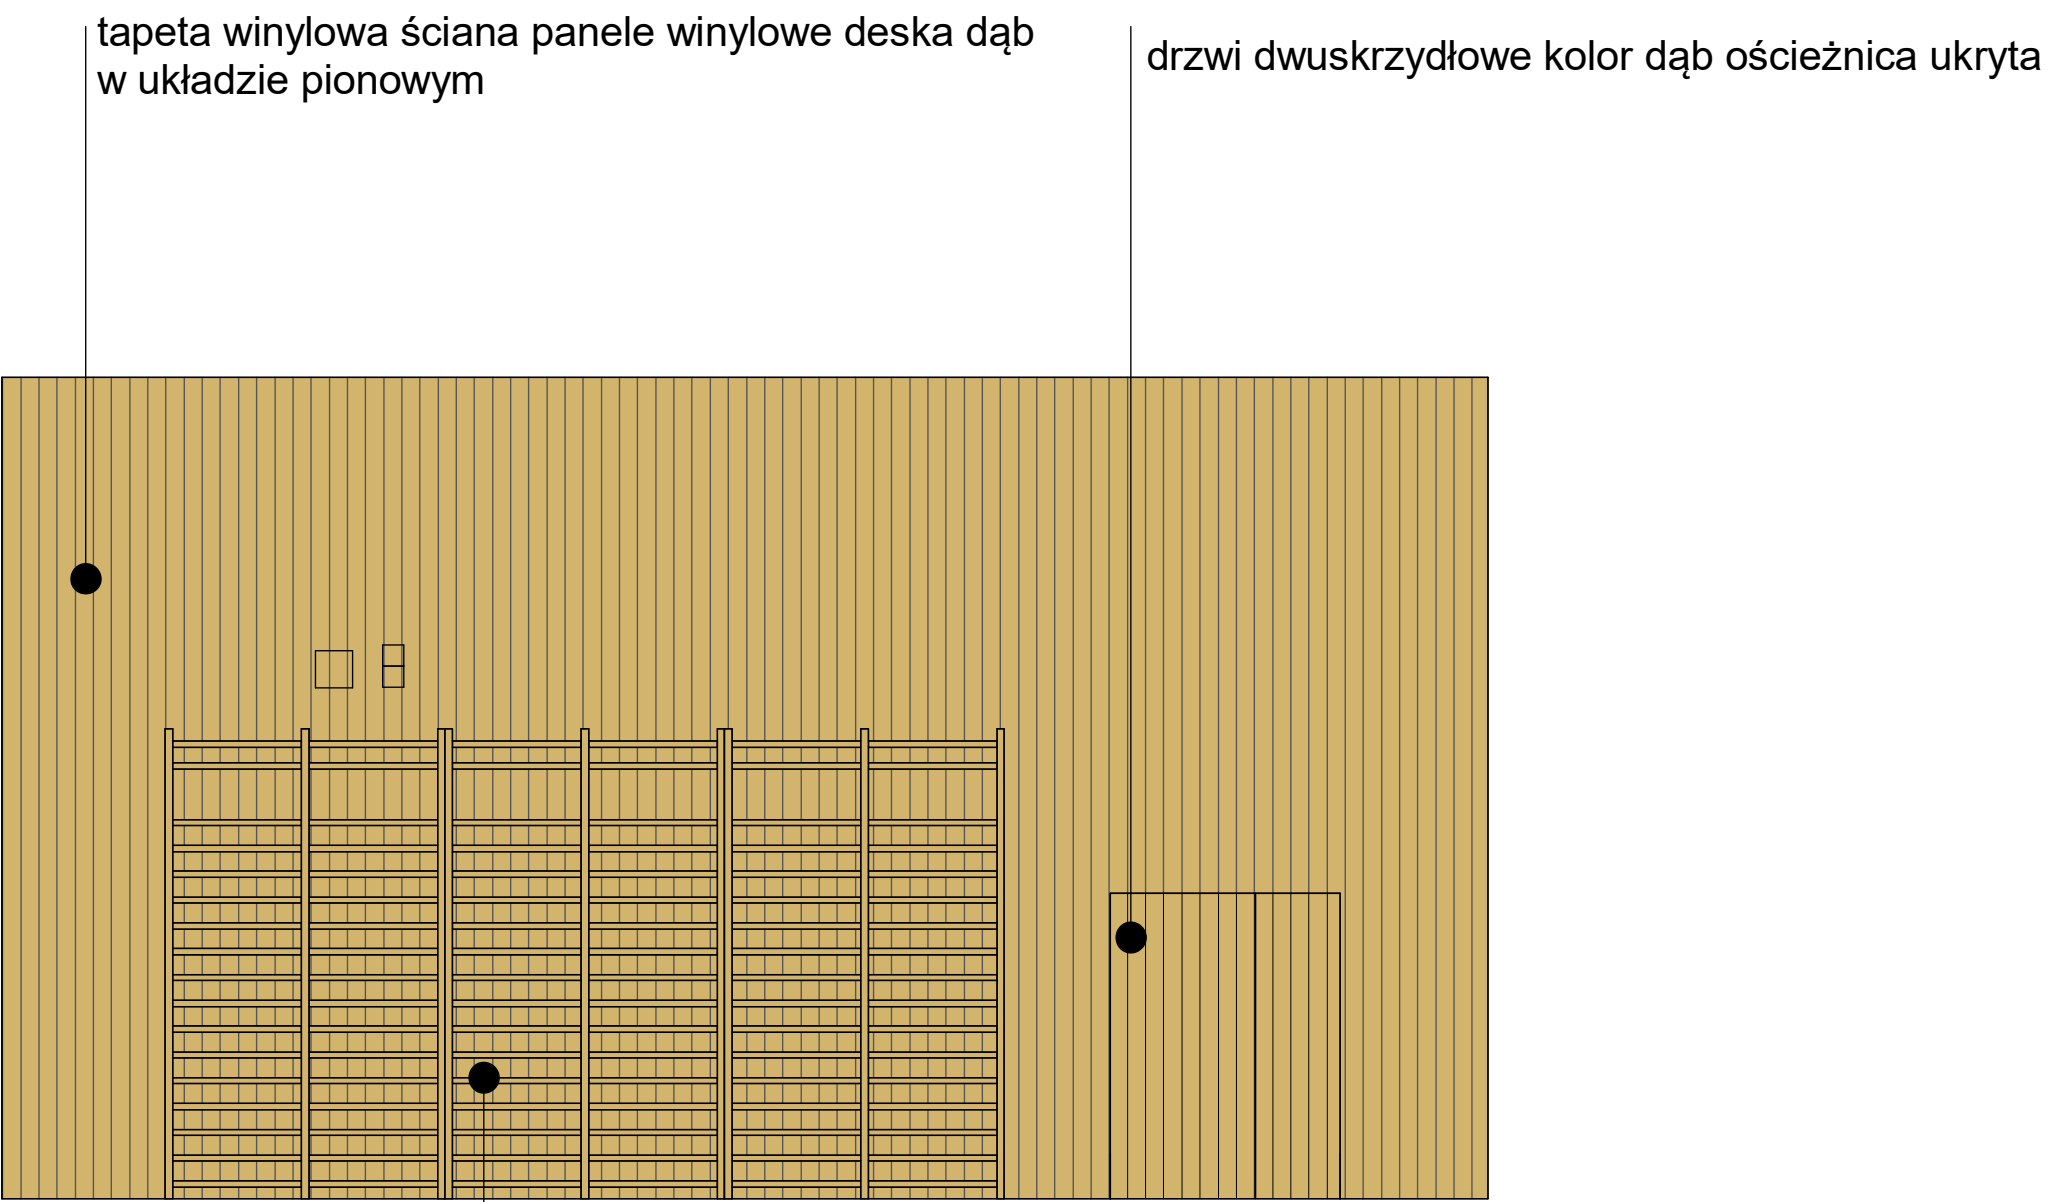 tapeta winylowa ściana panele winylowe deska dąb
w układzie pionowym
drzwi dwuskrzydłowe kolor dąb ościeżnica ukryta